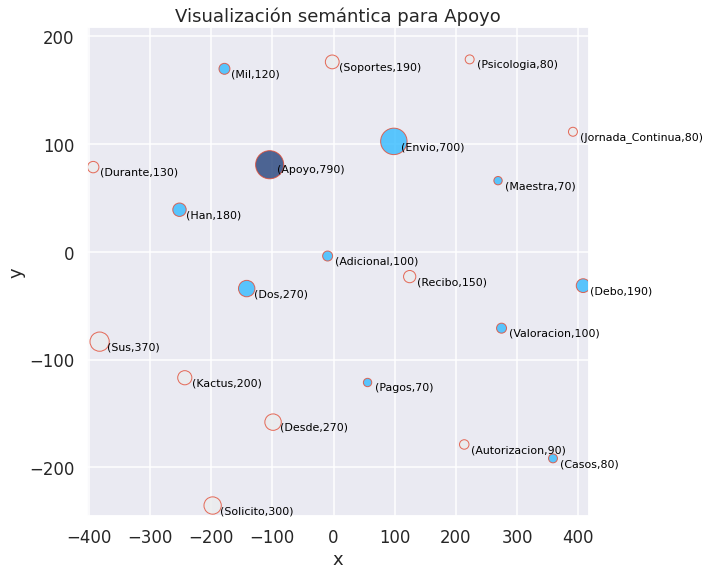 Visualización semántica para Apoyo
200
(Soportes,190)
(Psicologia,80)
(Mil,120)
(Jornada_Continua,80)
100
(Envio,700)
(Apoyo,790)
(Durante,130)
(Maestra,70)
(Han,180)
0
(Adicional,100)
(Recibo,150)
(Dos,270)
(Debo,190)
y
(Valoracion,100)
(Sus,370)
−100
(Kactus,200)
(Pagos,70)
(Desde,270)
(Autorizacion,90)
(Casos,80)
−200
(Solicito,300)
−400 −300 −200 −100 0 100 200 300 400
x